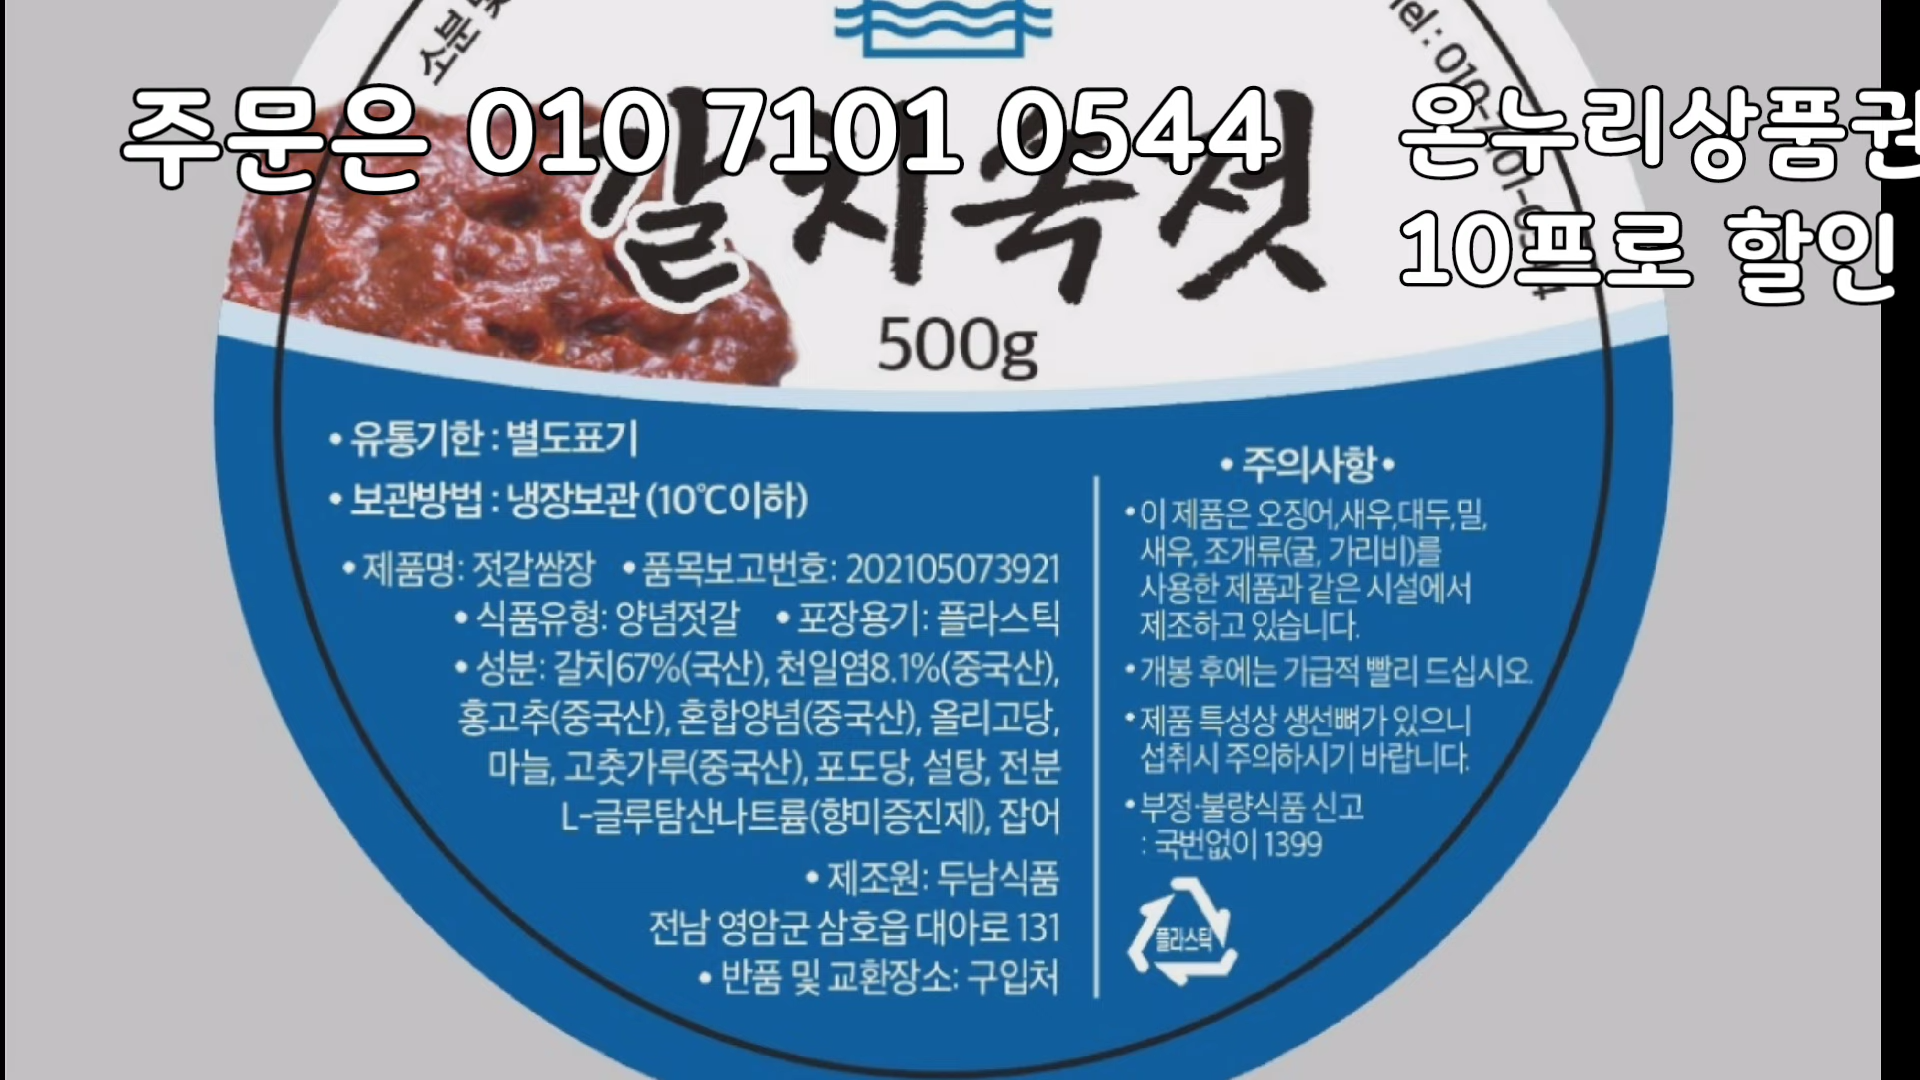 소분 및
Tel : 010-7101-0544
주문은 010 7101 0544
온누리상품권
10프로 할인
갈치속젓
500g
• 유통기한 : 별도표기
• 보관방법 : 냉장보관 (10℃이하)
• 제품명: 젓갈쌈장 • 품목보고번호: 202105073921
• 식품유형: 양념젓갈 • 포장용기: 플라스틱
• 성분: 갈치67%(국산), 천일염8.1%(중국산),
홍고추(중국산), 혼합양념(중국산), 올리고당,
마늘, 고춧가루(중국산), 포도당, 설탕, 전분
L-글루탐산나트륨(향미증진제), 잡어
• 제조원: 두남식품
전남 영암군 삼호읍 대아로 131
• 반품 및 교환장소: 구입처
• 주의사항 •
• 이 제품은 오징어,새우,대두,밀,
새우, 조개류(굴, 가리비)를
사용한 제품과 같은 시설에서
제조하고 있습니다.
• 개봉 후에는 가급적 빨리 드십시오.
• 제품 특성상 생선뼈가 있으니
섭취시 주의하시기 바랍니다.
• 부정·불량식품 신고
: 국번없이 1399
플라스틱